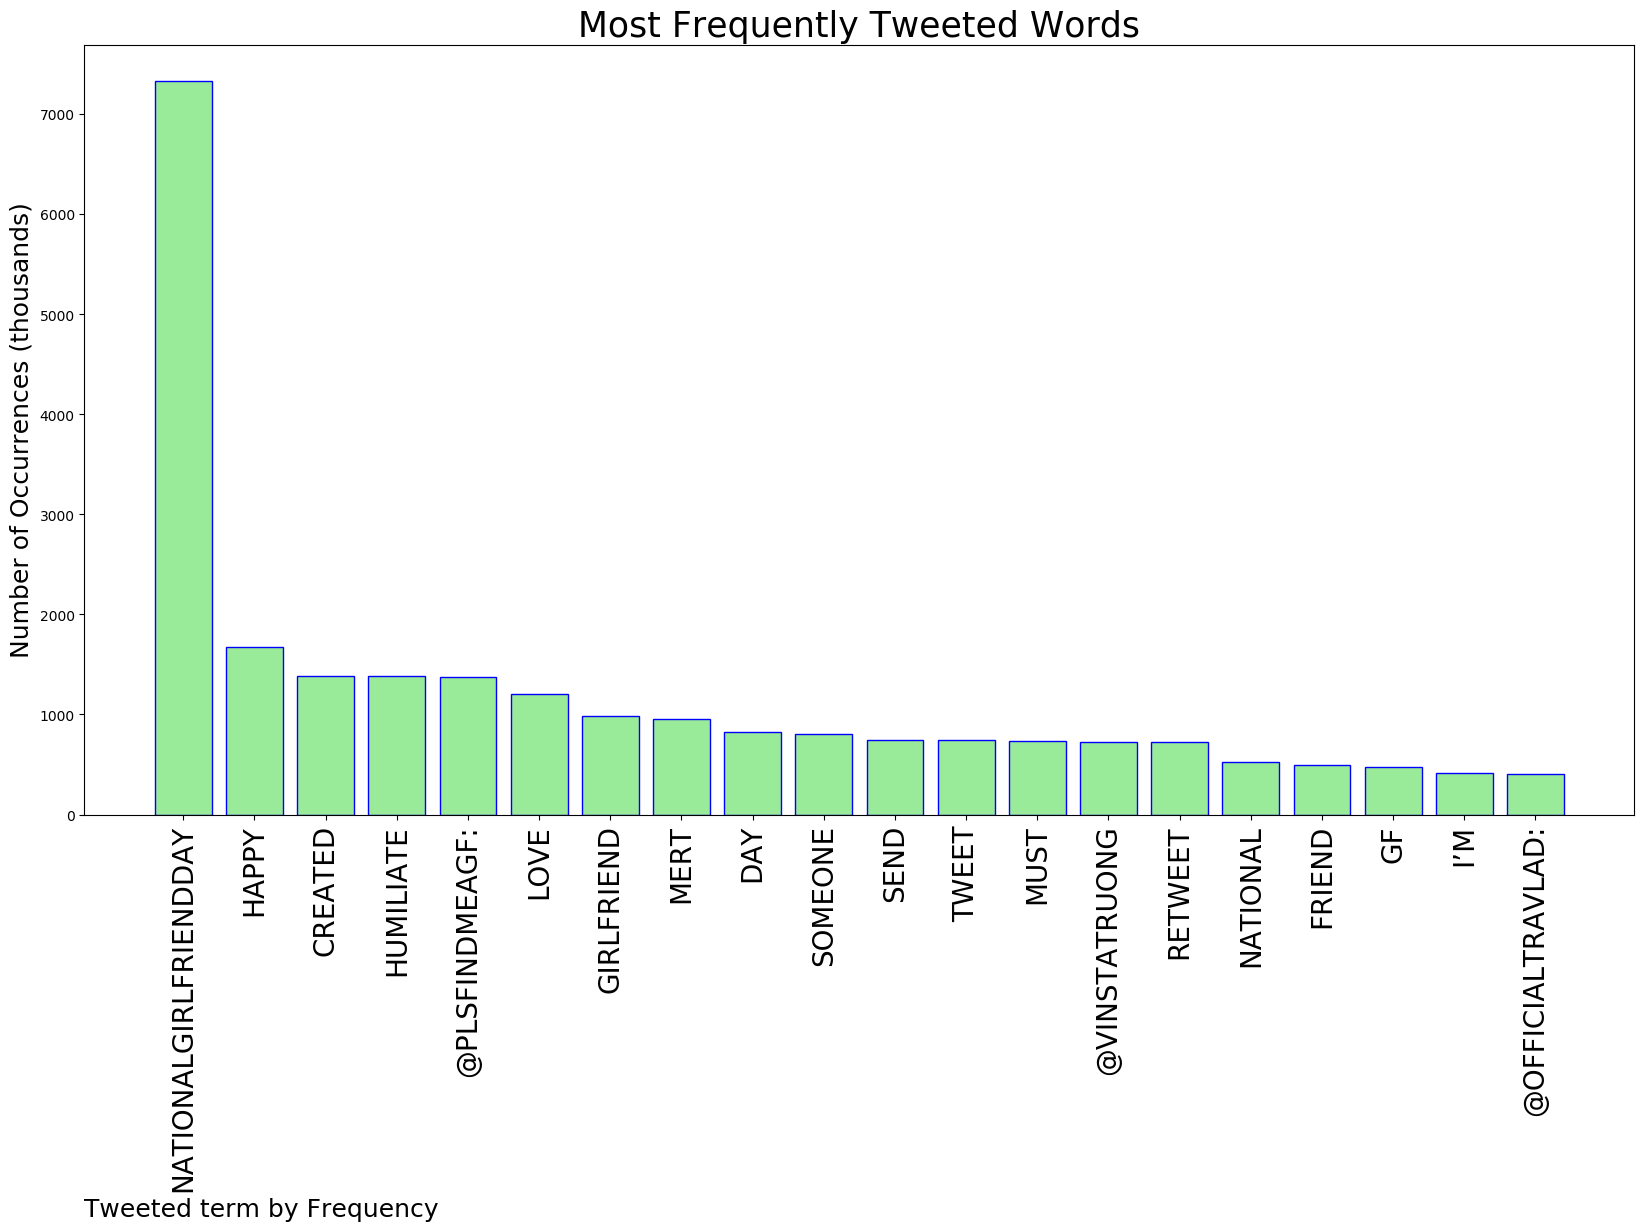 Most Frequently Tweeted Words
Number of Occurrences (thousands)
7000
6000
5000
4000
3000
2000
1000
0
NATIONALGIRLFRIENDDAY
HAPPY
CREATED
HUMILIATE
@PLSFINDMEAGF:
LOVE
GIRLFRIEND
MERT
DAY
SOMEONE
SEND
TWEET
MUST
@VINSTATRUONG
RETWEET
NATIONAL
FRIEND
GF
I’M
@OFFICIALTRAVLAD:
Tweeted term by Frequency